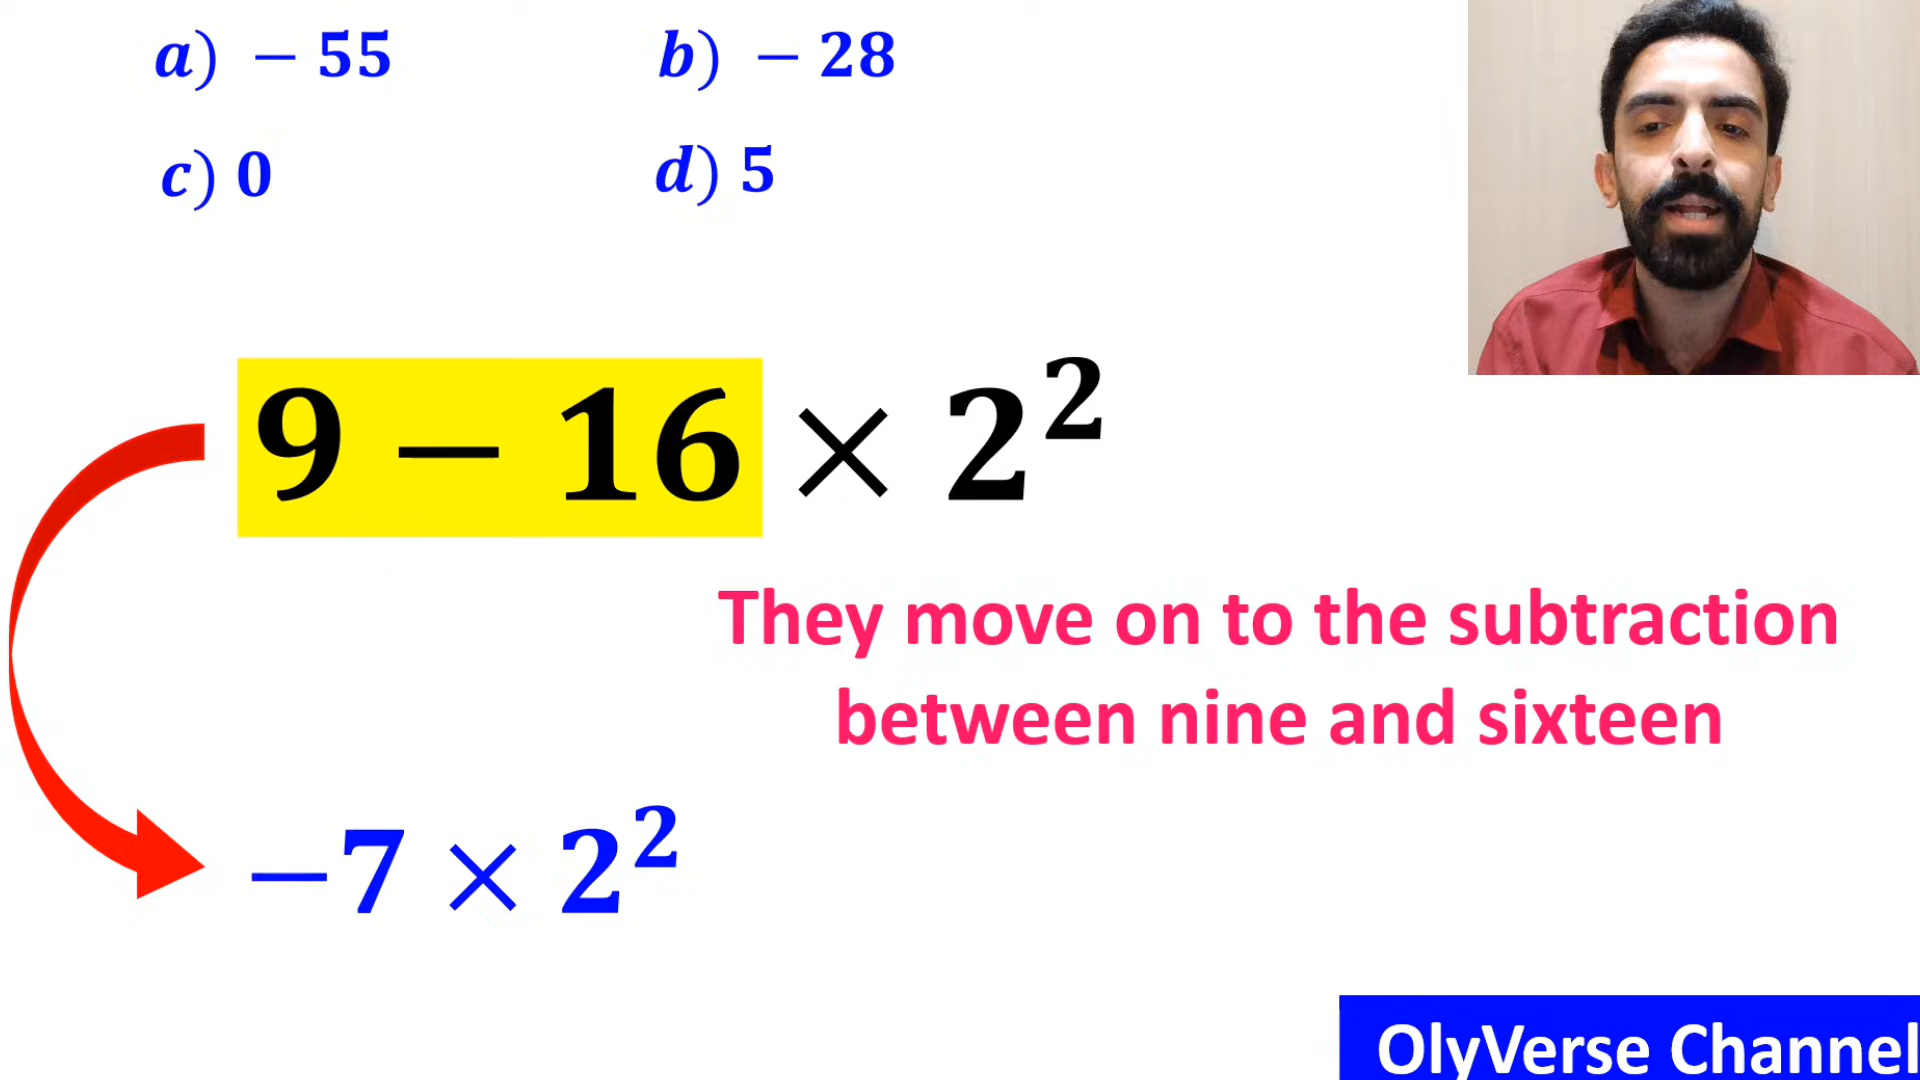 a) − 55 b) − 28
c) 0 d) 5
9 − 16 × 2²
They move on to the subtraction
between nine and sixteen
−7 × 2²
OlyVerse Channel